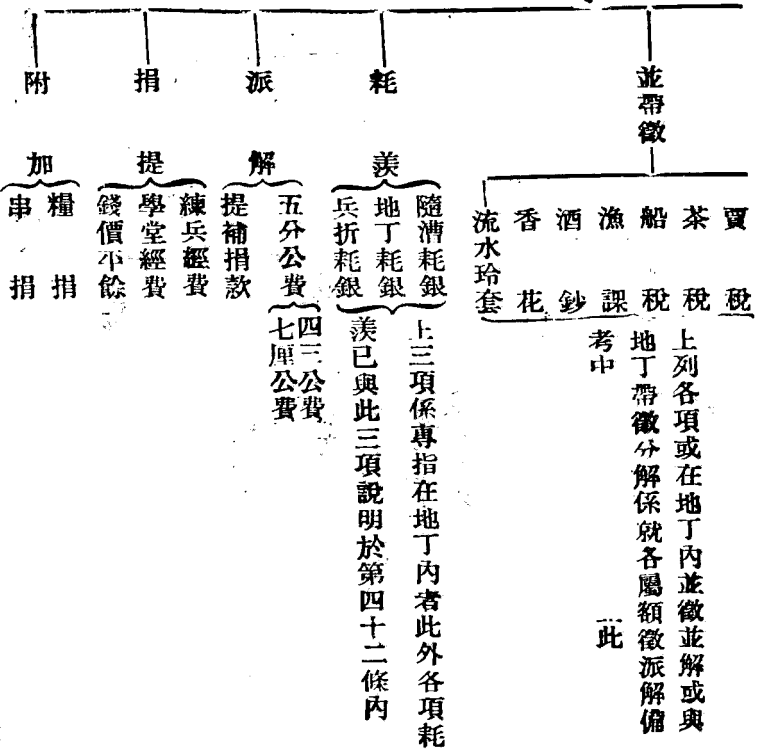 並帶徵
賈稅
茶稅
船稅
漁課
酒鈔
香花
流水玲套
上列各項或在地丁內並徵並解或與
地丁帶徵分解係就各屬額徵派解備
考中
此
耗羨
隨漕耗銀
地丁耗銀
兵折耗銀
上三項係專指在地丁內者此外各項耗
羨已與此三項說明於第四十二條內
派解
五分公費
四三公費
七厘公費
提補捐款
捐提
練兵經費
學堂經費
錢價平餘
附加
糧捐
串捐